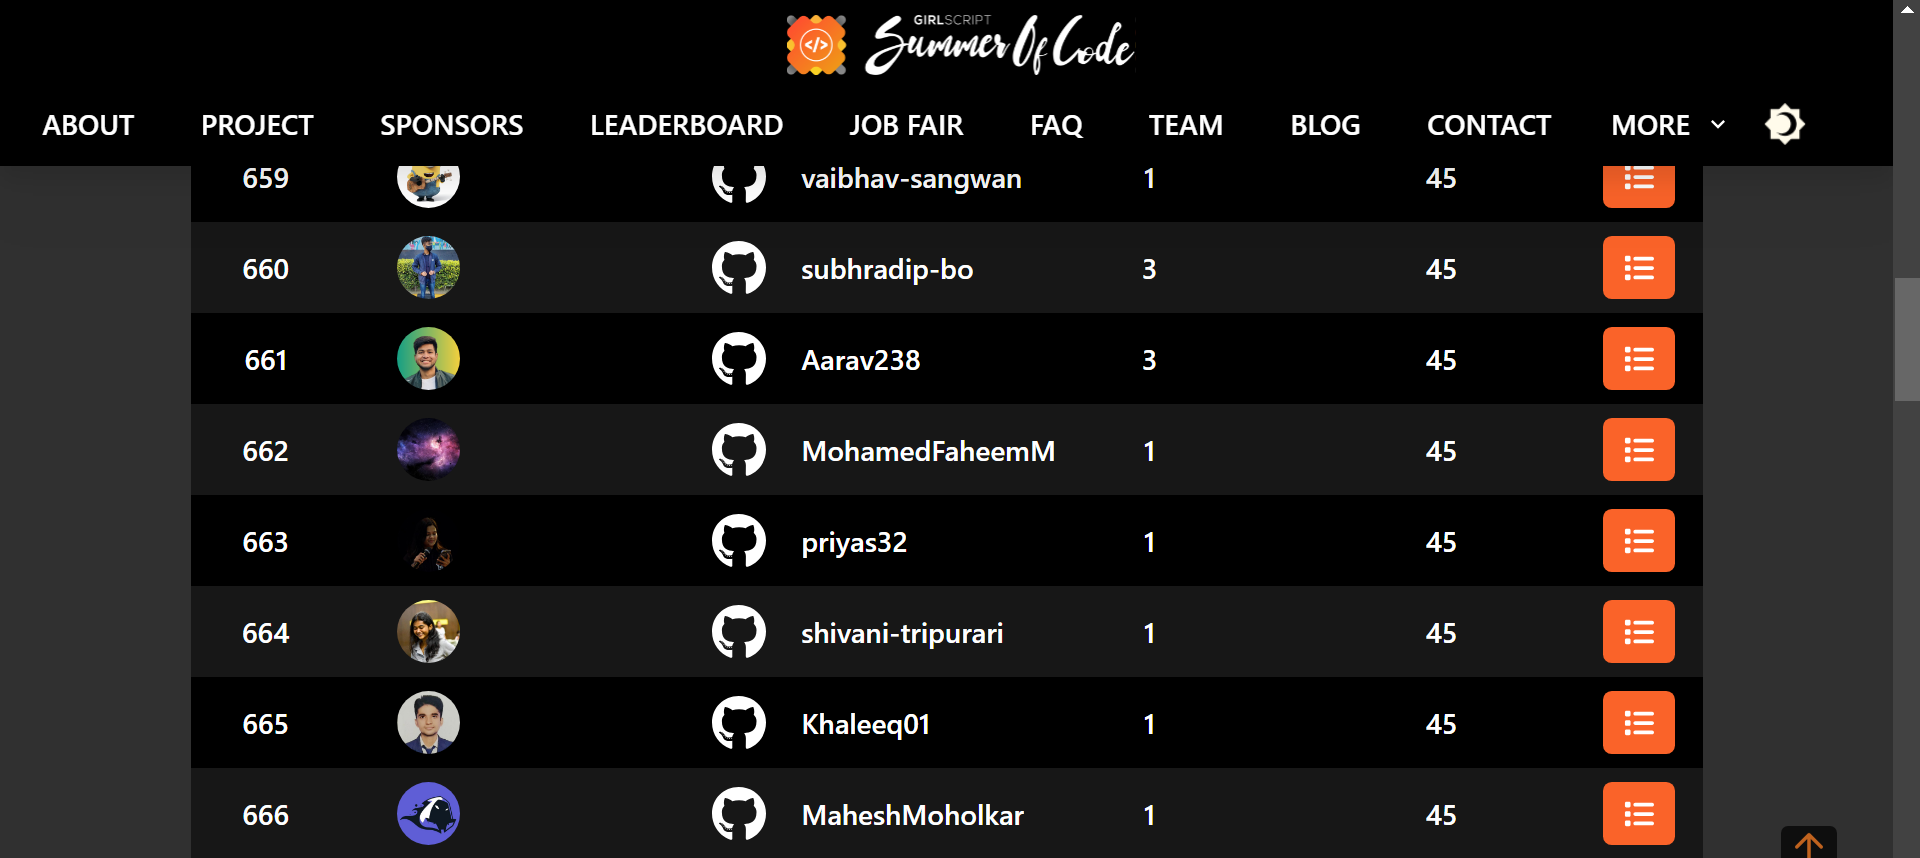 GIRLSCRIPT
Summer Of Code
ABOUT PROJECT SPONSORS LEADERBOARD JOB FAIR FAQ TEAM BLOG CONTACT MORE
659 vaibhav-sangwan 1 45
660 subhradip-bo 3 45
661 Aarav238 3 45
662 MohamedFaheemM 1 45
663 priyas32 1 45
664 shivani-tripurari 1 45
665 Khaleeq01 1 45
666 MaheshMoholkar 1 45